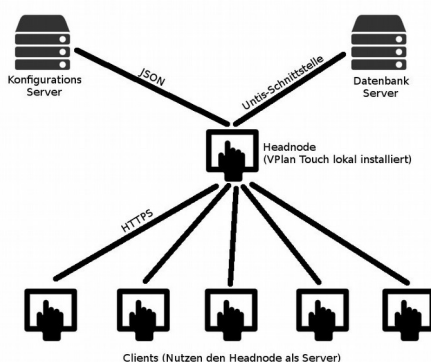 Konfigurations
Server
Datenbank
Server
JSON
Untis-Schnittstelle
Headnode
(VPlan Touch lokal installiert)
HTTPS
Clients (Nutzen den Headnode als Server)